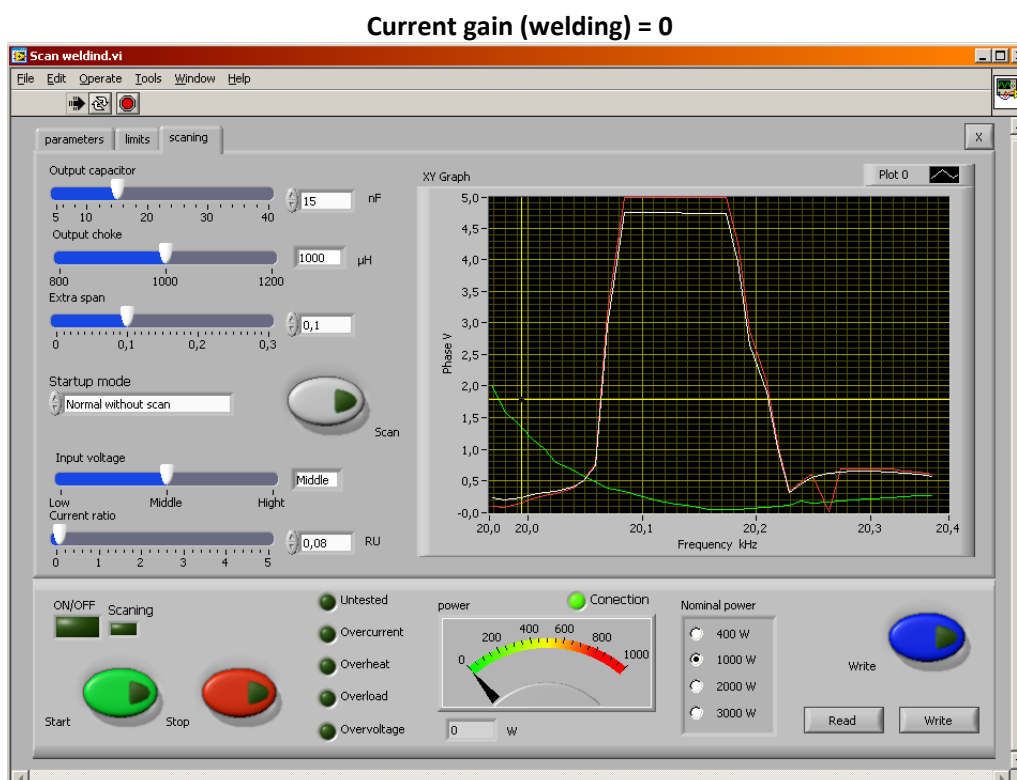 Current gain (welding) = 0
Scan weldind.vi
File Edit Operate Tools Window Help
parameters limits scaning X
Output capacitor
15 nF
5 10 20 30 40
Output choke
1000 µH
800 1000 1200
Extra span
0,1
0 0,1 0,2 0,3
Startup mode
Normal without scan
Scan
Input voltage
Middle
Low Middle Hight
Current ratio
0,08 RU
0 1 2 3 4 5
XY Graph Plot 0
Phase V
5,0
4,5
4,0
3,5
3,0
2,5
2,0
1,5
1,0
0,5
-0,0
20,0 20,0 20,1 20,2 20,3 20,4
Frequency kHz
ON/OFF Scaning
Start Stop
Untested
Overcurrent
Overheat
Overload
Overvoltage
power Conection
0 200 400 600 800 1000
0 W
Nominal power
400 W
1000 W
2000 W
3000 W
Write
Read Write